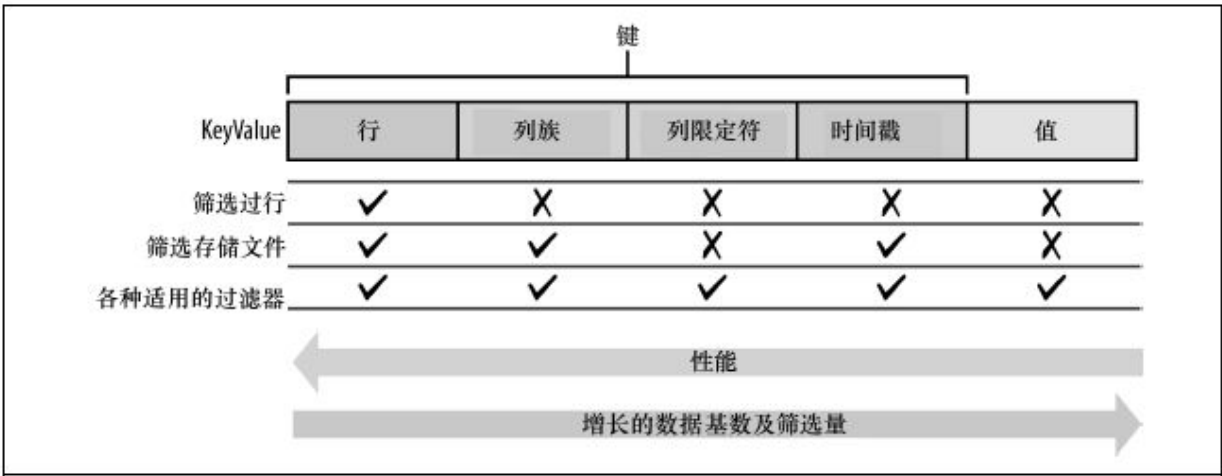 键
KeyValue 行 列族 列限定符 时间戳 值
筛选过行 ✓ ✗ ✗ ✗ ✗
筛选存储文件 ✓ ✓ ✗ ✓ ✗
各种适用的过滤器 ✓ ✓ ✓ ✓ ✓
性能
增长的数据基数及筛选量